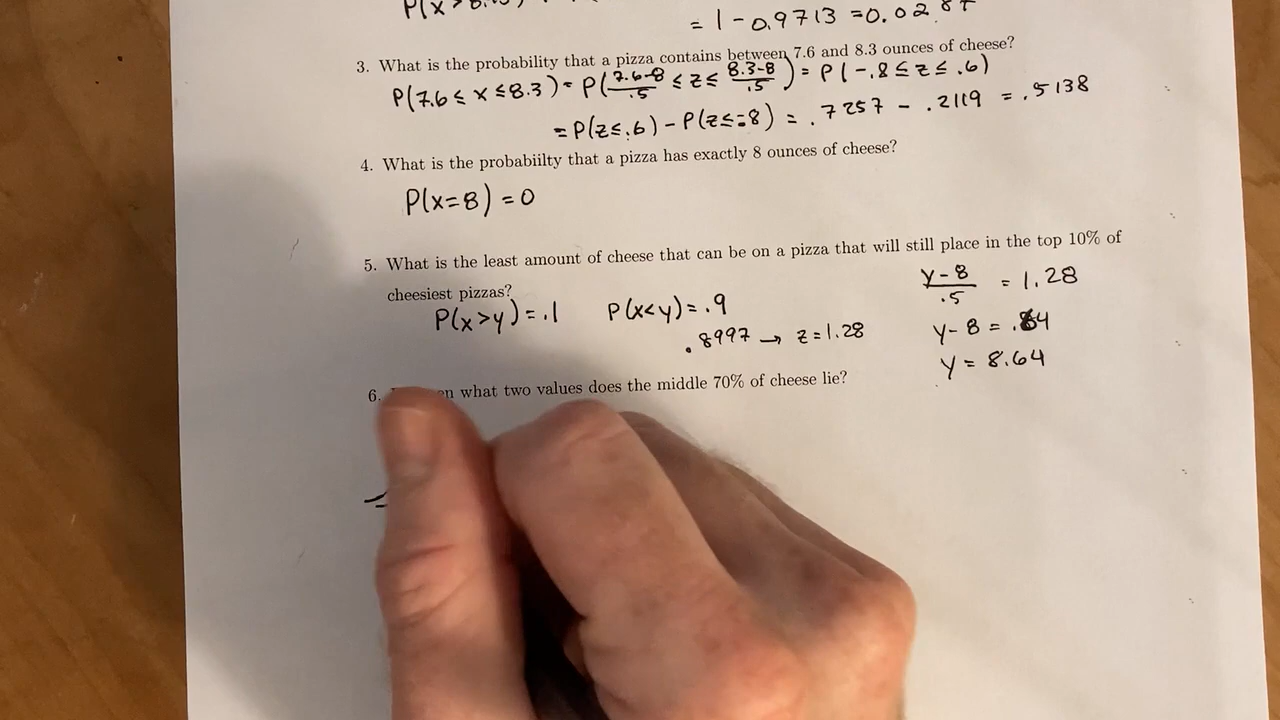 = 1 - 0.9713 = 0.02
3. What is the probability that a pizza contains between 7.6 and 8.3 ounces of cheese?
P(7.6 ≤ x ≤ 8.3) = P(7.6-8/.5 ≤ z ≤ 8.3-8/.5) = P(-.8 ≤ z ≤ .6)
= P(z ≤ .6) - P(z ≤ -.8) = .7257 - .2119 = .5138
4. What is the probabiilty that a pizza has exactly 8 ounces of cheese?
P(x=8) = 0
5. What is the least amount of cheese that can be on a pizza that will still place in the top 10% of
cheesiest pizzas?
P(x>y) = .1 P(x<y) = .9
.8997 → z = 1.28
y-8/.5 = 1.28
y-8 = .64
y = 8.64
6. what two values does the middle 70% of cheese lie?